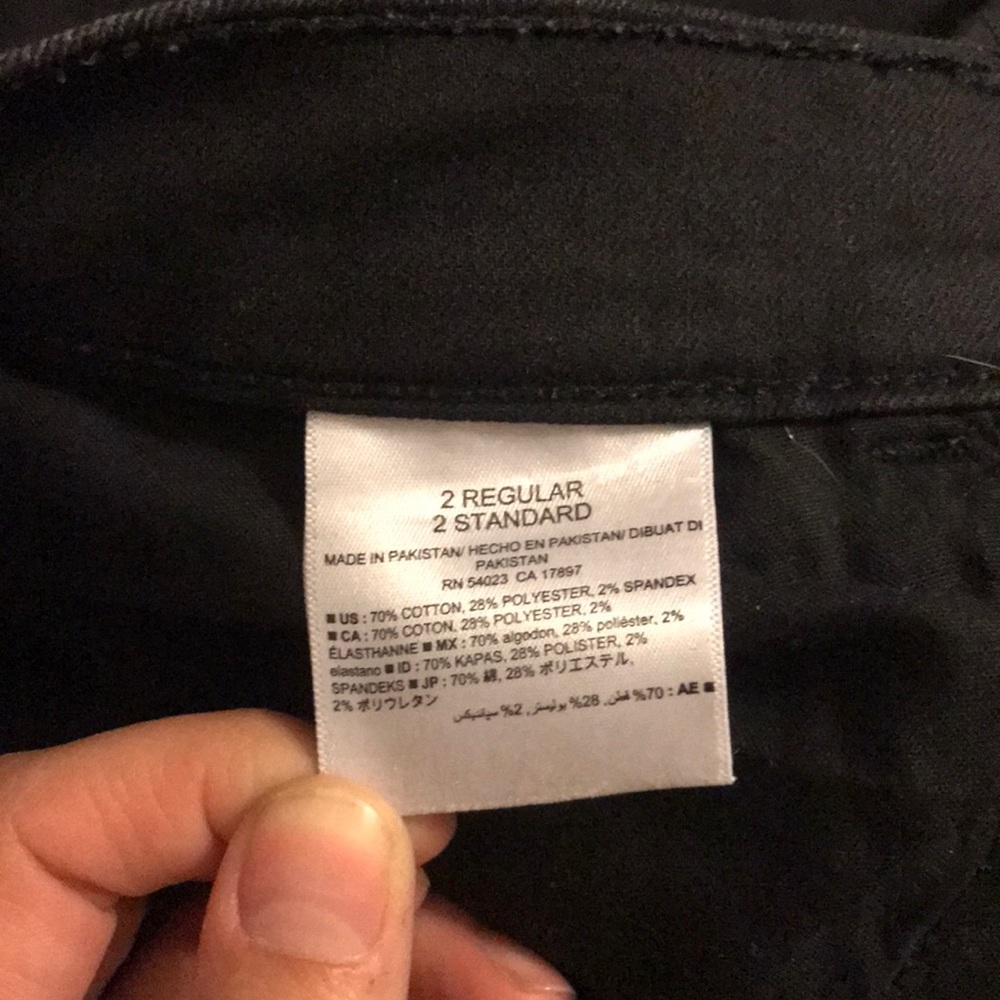 2 REGULAR
2 STANDARD
MADE IN PAKISTAN/ HECHO EN PAKISTAN/ DIBUAT DI
PAKISTAN
RN 54023 CA 17897
■ US : 70% COTTON, 28% POLYESTER, 2% SPANDEX
■ CA : 70% COTON, 28% POLYESTER, 2%
ÉLASTHANNE ■ MX : 70% algodon, 28% poliéster, 2%
elastano ■ ID : 70% KAPAS, 28% POLISTER, 2%
SPANDEKS ■ JP : 70% 綿, 28% ポリエステル,
2% ポリウレタン
■ AE : 70% قطن, 28% بوليستر, 2%